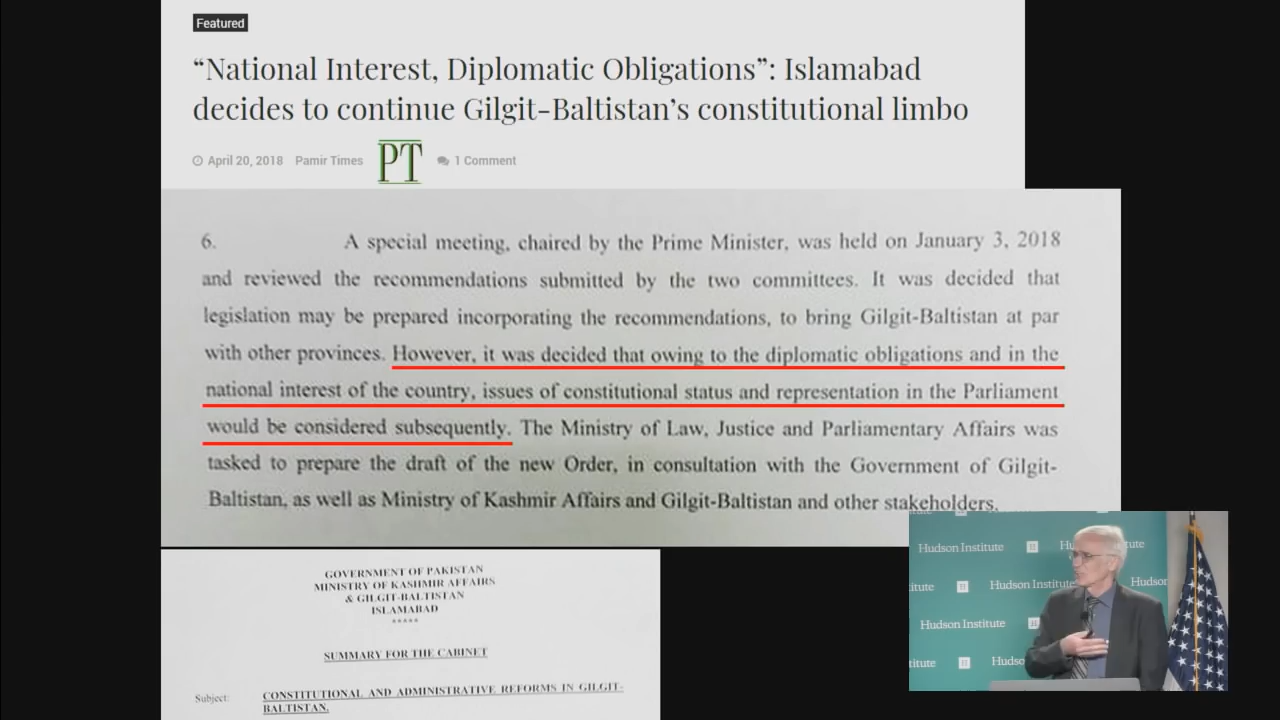 Featured
“National Interest, Diplomatic Obligations”: Islamabad
decides to continue Gilgit-Baltistan’s constitutional limbo
April 20, 2018 Pamir Times PT 1 Comment
6. A special meeting, chaired by the Prime Minister, was held on January 3, 2018
and reviewed the recommendations submitted by the two committees. It was decided that
legislation may be prepared incorporating the recommendations, to bring Gilgit-Baltistan at par
with other provinces. However, it was decided that owing to the diplomatic obligations and in the
national interest of the country, issues of constitutional status and representation in the Parliament
would be considered subsequently. The Ministry of Law, Justice and Parliamentary Affairs was
tasked to prepare the draft of the new Order, in consultation with the Government of Gilgit-
Baltistan, as well as Ministry of Kashmir Affairs and Gilgit-Baltistan and other stakeholders.
GOVERNMENT OF PAKISTAN
MINISTRY OF KASHMIR AFFAIRS
& GILGIT-BALTISTAN
ISLAMABAD
*****
SUMMARY FOR THE CABINET
Subject: CONSTITUTIONAL AND ADMINISTRATIVE REFORMS IN GILGIT-
BALTISTAN.
Hudson Institute H Hu tute
itute H Hudson Institute Hudson
Hudson Institute H
titute H Hudso